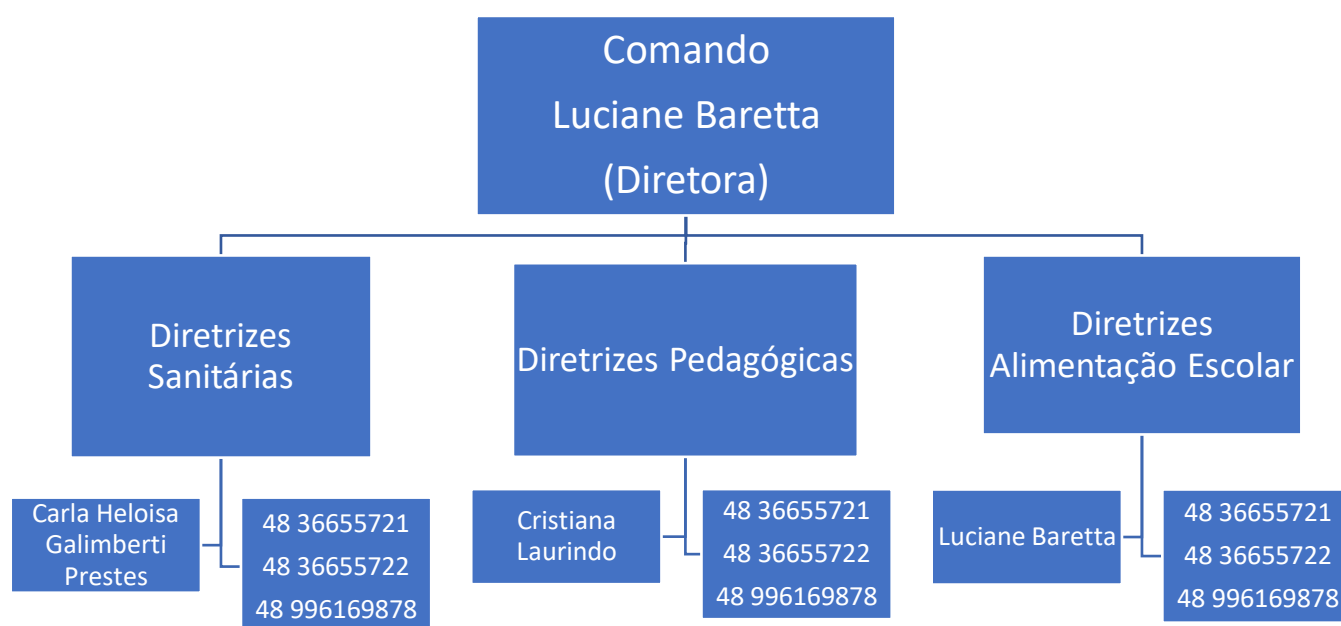 Comando
Luciane Baretta
(Diretora)
Diretrizes
Sanitárias
Diretrizes Pedagógicas
Diretrizes
Alimentação Escolar
Carla Heloisa
Galimberti
Prestes
48 36655721
48 36655722
48 996169878
Cristiana
Laurindo
48 36655721
48 36655722
48 996169878
Luciane Baretta
48 36655721
48 36655722
48 996169878